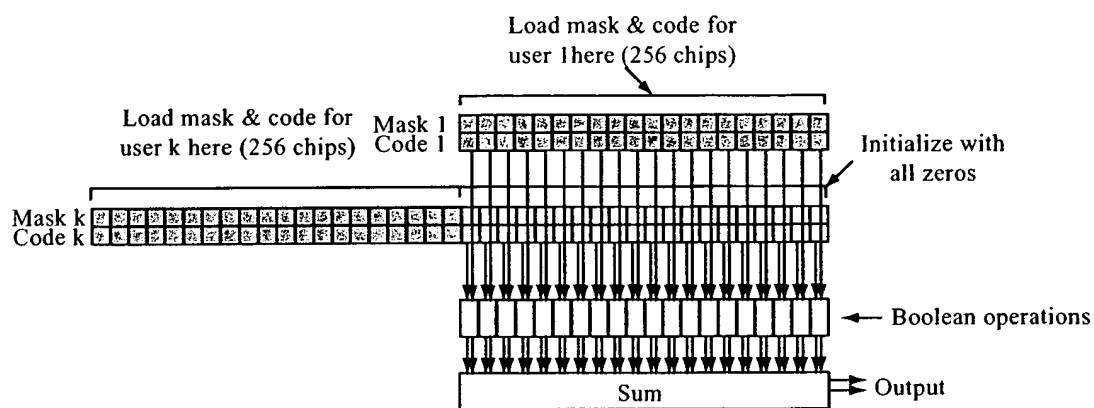 Load mask & code for
user 1here (256 chips)
Load mask & code for
user k here (256 chips)
Mask 1
Code 1
Initialize with
all zeros
Mask k
Code k
Boolean operations
Sum
Output